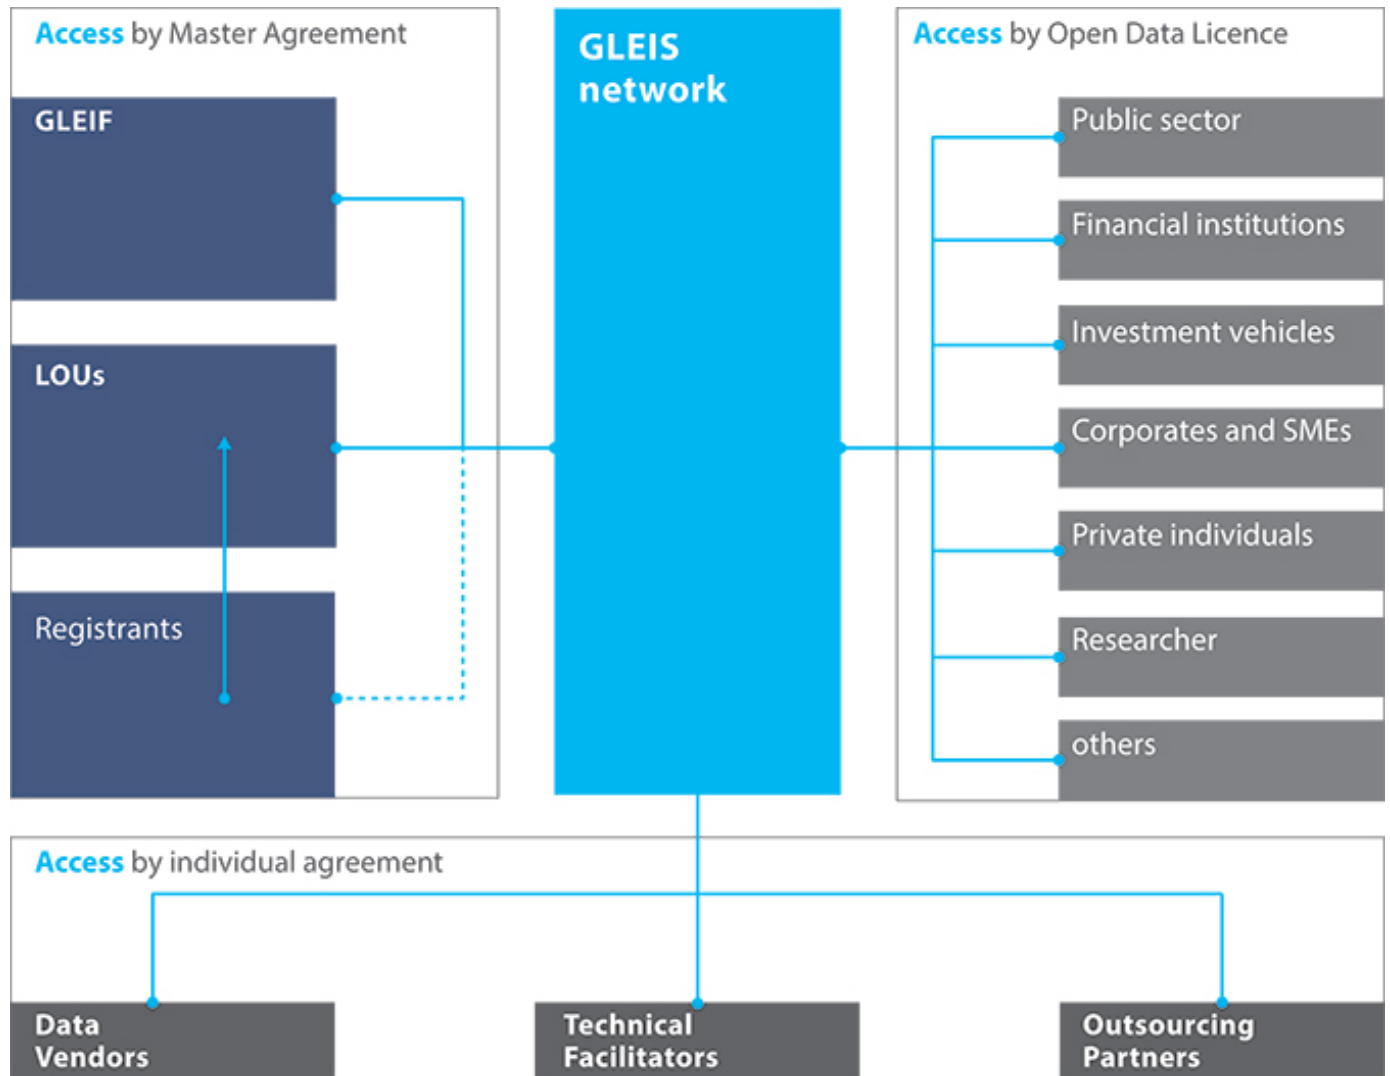 Access by Master Agreement
GLEIF
LOUs
Registrants
GLEIS
network
Access by Open Data Licence
Public sector
Financial institutions
Investment vehicles
Corporates and SMEs
Private individuals
Researcher
others
Access by individual agreement
Data
Vendors
Technical
Facilitators
Outsourcing
Partners